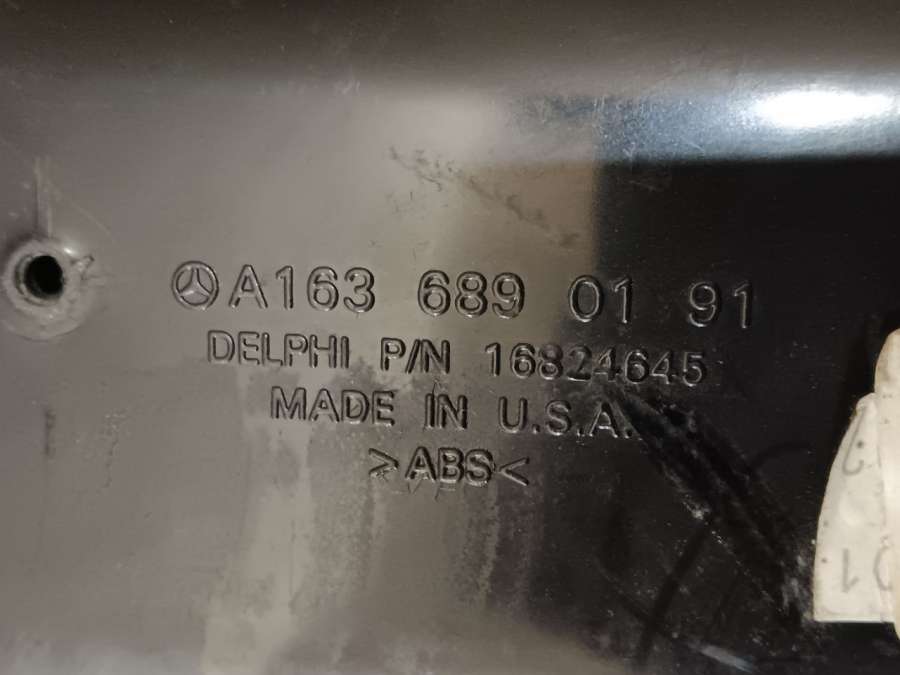 A163 689 01 91
DELPHI P/N 16824645
MADE IN U.S.A.
>ABS<